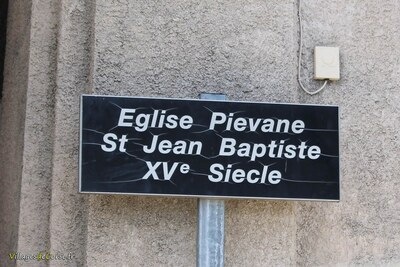 Eglise Pievane
St Jean Baptiste
XVe Siecle